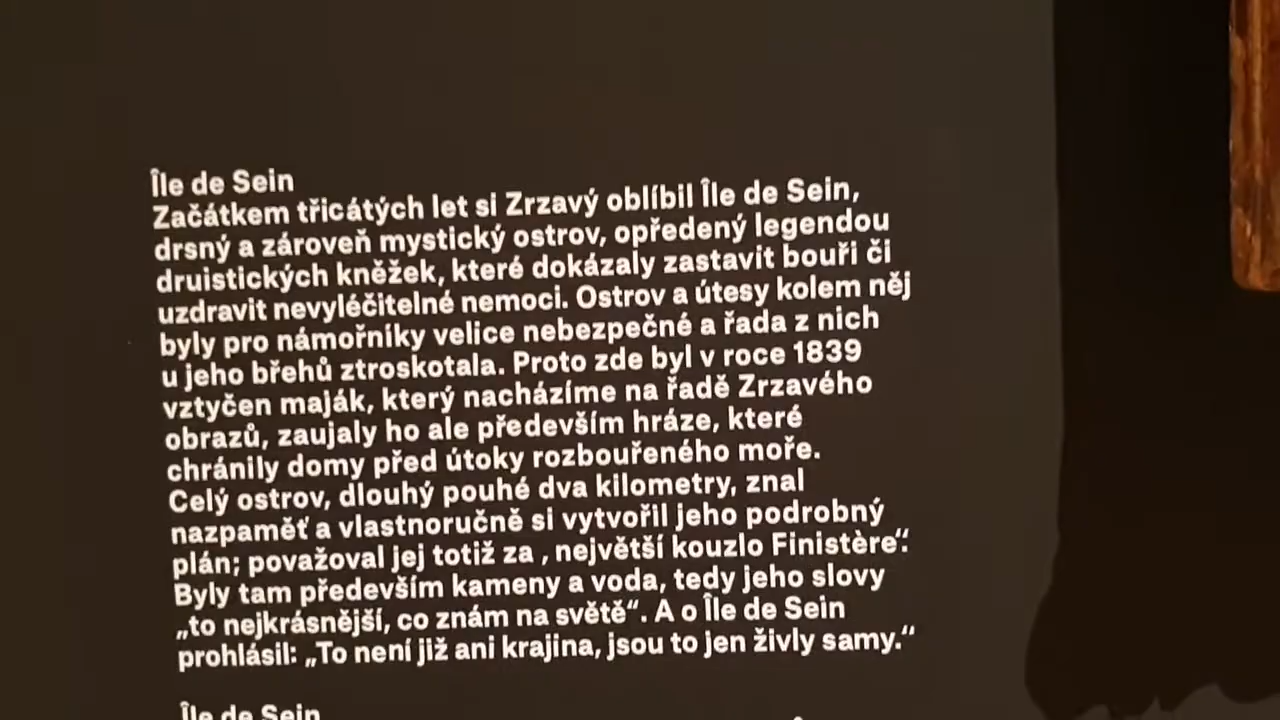 Île de Sein
Začátkem třicátých let si Zrzavý oblíbil Île de Sein,
drsný a zároveň mystický ostrov, opředený legendou
druistických kněžek, které dokázaly zastavit bouři či
uzdravit nevyléčitelné nemoci. Ostrov a útesy kolem něj
byly pro námořníky velice nebezpečné a řada z nich
u jeho břehů ztroskotala. Proto zde byl v roce 1839
vztyčen maják, který nacházíme na řadě Zrzavého
obrazů, zaujaly ho ale především hráze, které
chránily domy před útoky rozbouřeného moře.
Celý ostrov, dlouhý pouhé dva kilometry, znal
nazpaměť a vlastnoručně si vytvořil jeho podrobný
plán; považoval jej totiž za , největší kouzlo Finistère“.
Byly tam především kameny a voda, tedy jeho slovy
„to nejkrásnější, co znám na světě“. A o Île de Sein
prohlásil: „To není již ani krajina, jsou to jen živly samy.“
Île de Sein